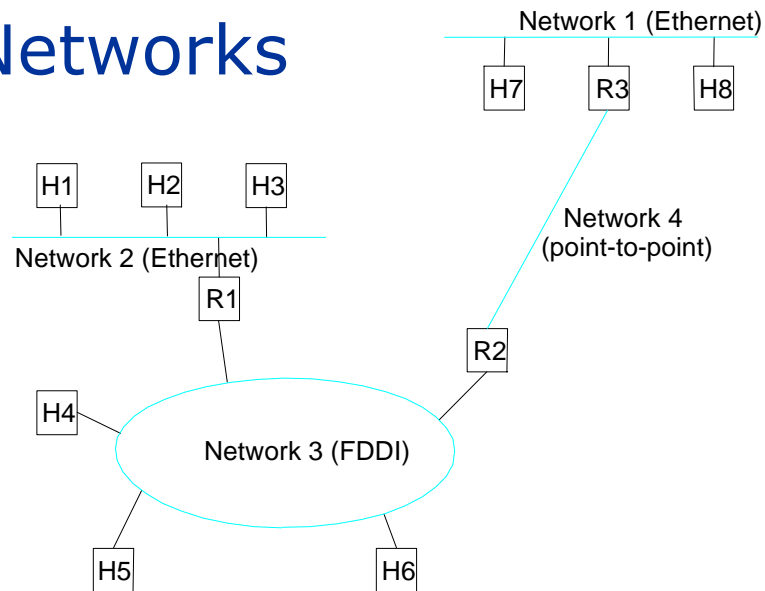 Networks
Network 1 (Ethernet)
H7
R3
H8
H1
H2
H3
Network 2 (Ethernet)
R1
Network 4
(point-to-point)
R2
H4
Network 3 (FDDI)
H5
H6